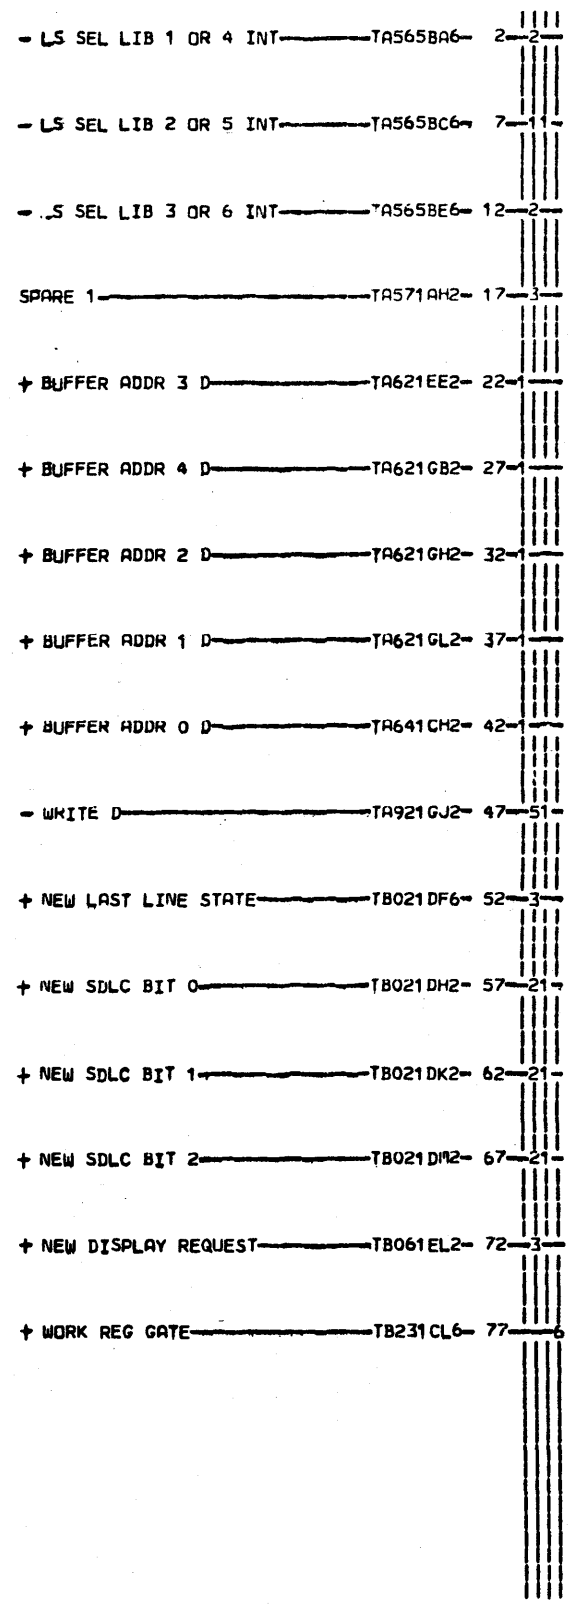 - LS SEL LIB 1 OR 4 INT TA565BA6- 2 2
- LS SEL LIB 2 OR 5 INT TA565BC6- 7 11
- .S SEL LIB 3 OR 6 INT TA565BE6- 12 2
SPARE 1 TA571AH2- 17 3
+ BUFFER ADDR 3 D TA621EE2- 22 1
+ BUFFER ADDR 4 D TA621GB2- 27 1
+ BUFFER ADDR 2 D TA621GH2- 32 1
+ BUFFER ADDR 1 D TA621GL2- 37 1
+ BUFFER ADDR 0 D TA641CH2- 42 1
- WRITE D TA921GJ2- 47 51
+ NEW LAST LINE STATE TB021DF6- 52 3
+ NEW SDLC BIT 0 TB021DH2- 57 21
+ NEW SDLC BIT 1 TB021DK2- 62 21
+ NEW SDLC BIT 2 TB021DM2- 67 21
+ NEW DISPLAY REQUEST TB061EL2- 72 3
+ WORK REG GATE TB231CL6- 77 6